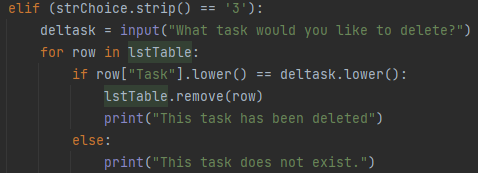 elif (strChoice.strip() == '3'):
    deltask = input("What task would you like to delete?")
    for row in lstTable:
        if row["Task"].lower() == deltask.lower():
            lstTable.remove(row)
            print("This task has been deleted")
        else:
            print("This task does not exist.")